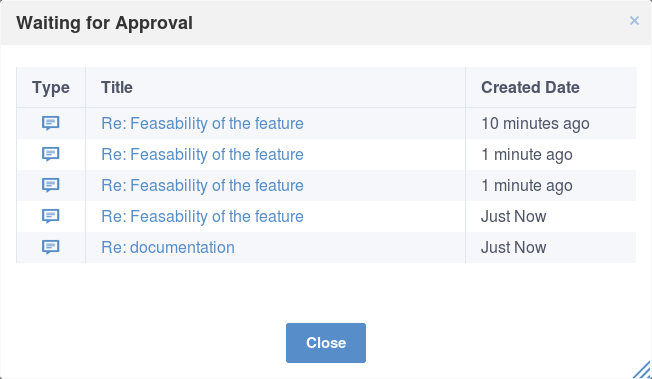 Waiting for Approval ×
Type Title Created Date
Re: Feasability of the feature 10 minutes ago
Re: Feasability of the feature 1 minute ago
Re: Feasability of the feature 1 minute ago
Re: Feasability of the feature Just Now
Re: documentation Just Now
Close